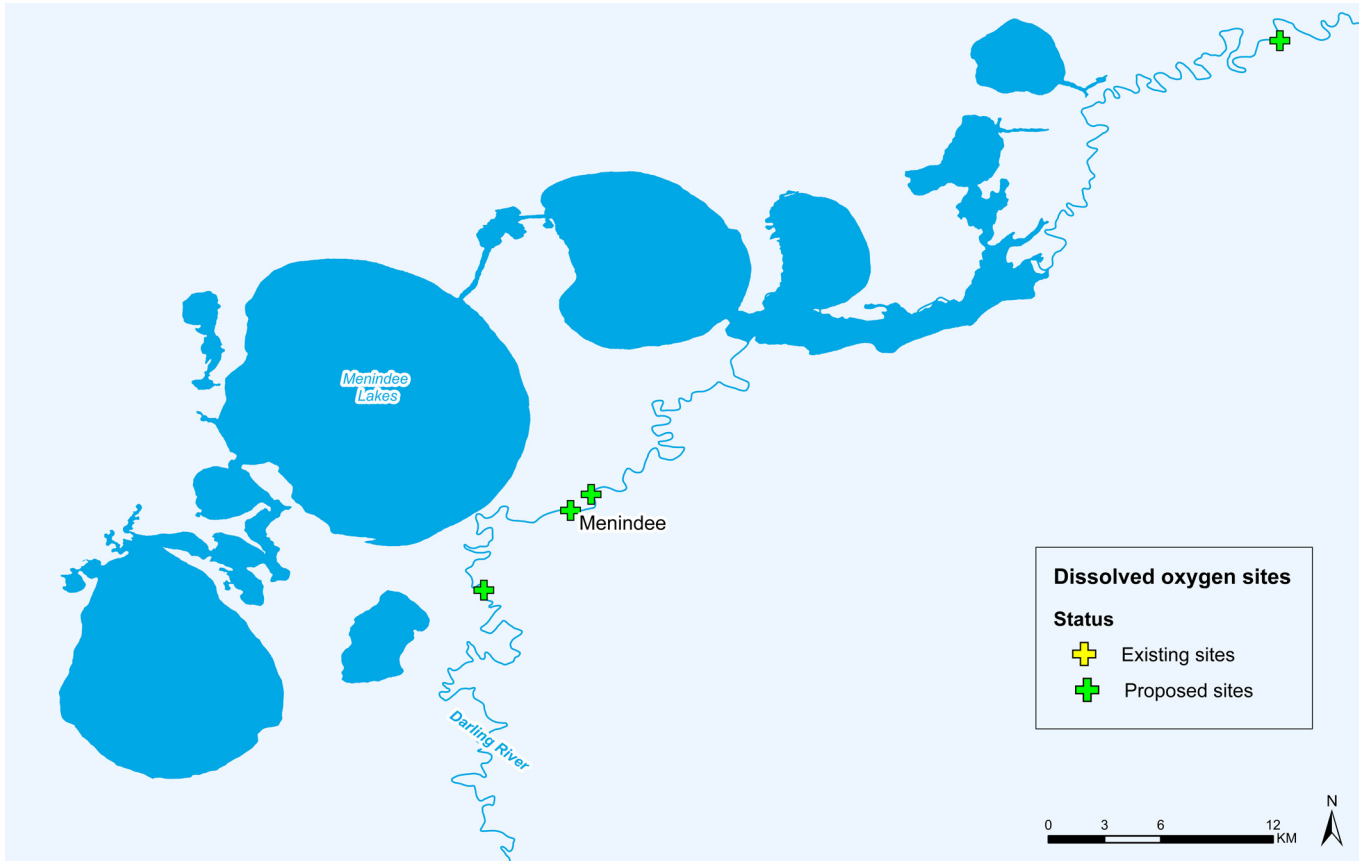 Menindee
Lakes
Menindee
Darling River
Dissolved oxygen sites
Status
Existing sites
Proposed sites
N
0 3 6 12
KM